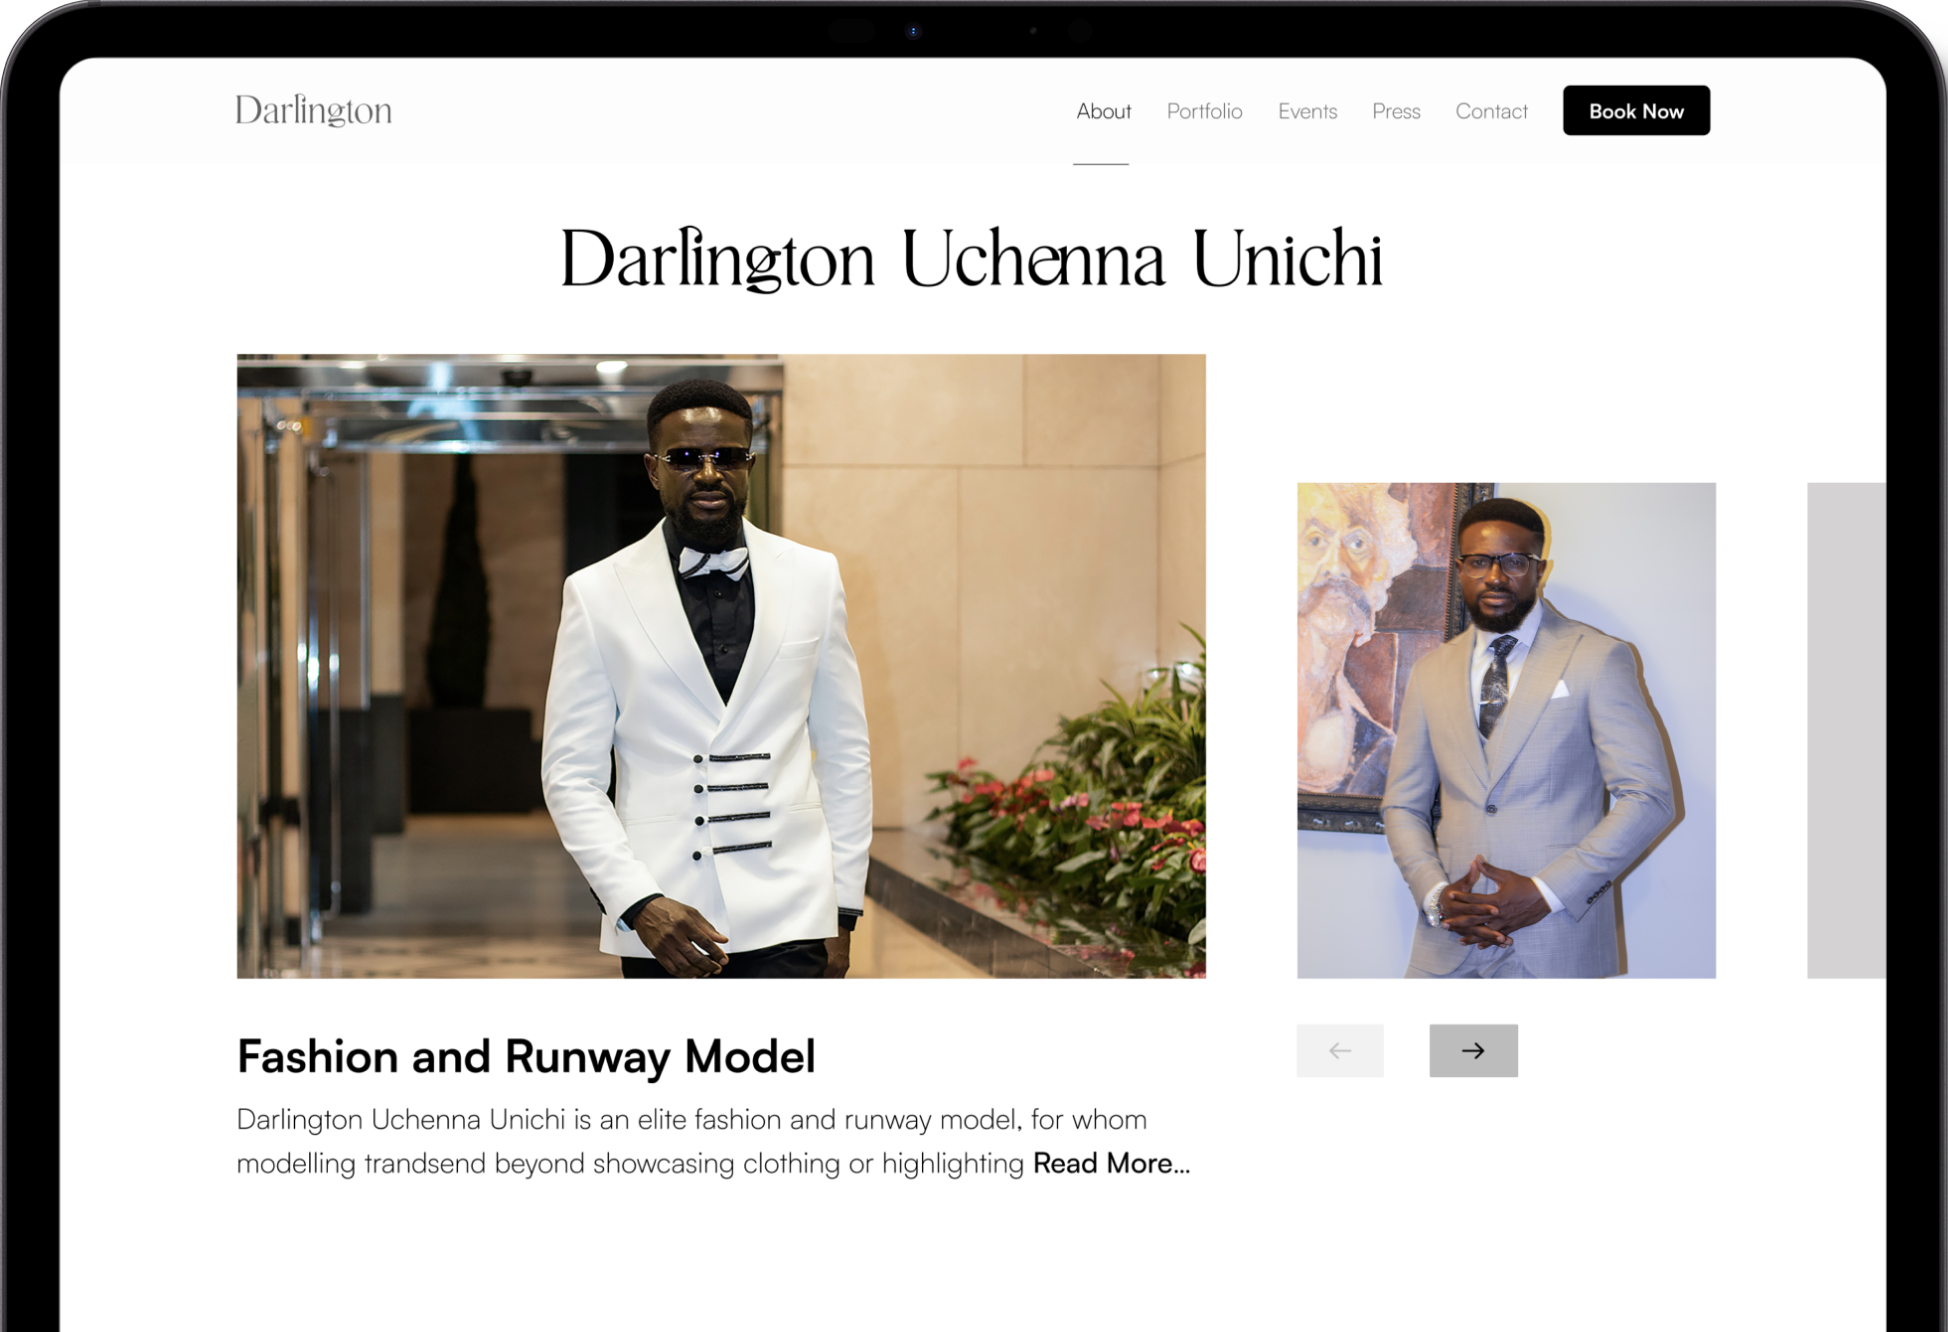 Darlington
About Portfolio Events Press Contact Book Now
Darlington Uchenna Unichi
Fashion and Runway Model
Darlington Uchenna Unichi is an elite fashion and runway model, for whom
modelling trandsend beyond showcasing clothing or highlighting Read More...